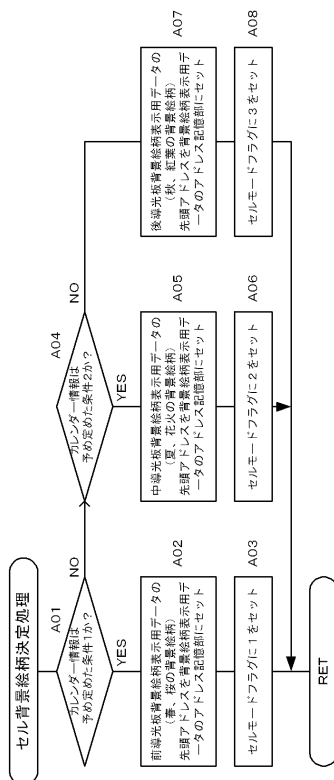 セル背景絵柄決定処理
A01
カレンダー情報は
予め定めた条件1か?
NO
YES
A02
前導光板背景絵柄表示用データの
(春、桜の背景絵柄)
先頭アドレスを背景絵柄表示用デ
ータのアドレス記憶部にセット
A03
セルモードフラグに1をセット
RET
A04
カレンダー情報は
予め定めた条件2か?
NO
YES
A05
中導光板背景絵柄表示用データの
(夏、花火の背景絵柄)
先頭アドレスを背景絵柄表示用デ
ータのアドレス記憶部にセット
A06
セルモードフラグに2をセット
A07
後導光板背景絵柄表示用データの
(秋、紅葉の背景絵柄)
先頭アドレスを背景絵柄表示用デ
ータのアドレス記憶部にセット
A08
セルモードフラグに3をセット